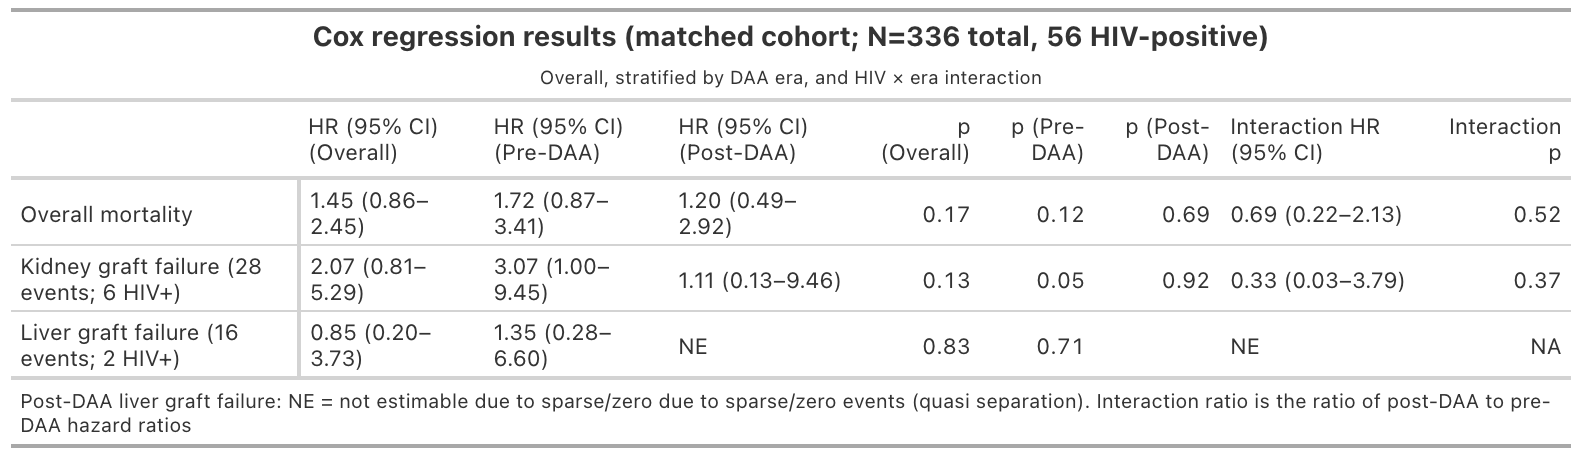 Cox regression results (matched cohort; N=336 total, 56 HIV-positive)
Overall, stratified by DAA era, and HIV × era interaction
HR (95% CI) (Overall) HR (95% CI) (Pre-DAA) HR (95% CI) (Post-DAA) p (Overall) p (Pre-DAA) p (Post-DAA) Interaction HR (95% CI) Interaction p
Overall mortality 1.45 (0.86–2.45) 1.72 (0.87–3.41) 1.20 (0.49–2.92) 0.17 0.12 0.69 0.69 (0.22–2.13) 0.52
Kidney graft failure (28 events; 6 HIV+) 2.07 (0.81–5.29) 3.07 (1.00–9.45) 1.11 (0.13–9.46) 0.13 0.05 0.92 0.33 (0.03–3.79) 0.37
Liver graft failure (16 events; 2 HIV+) 0.85 (0.20–3.73) 1.35 (0.28–6.60) NE 0.83 0.71 NE NA
Post-DAA liver graft failure: NE = not estimable due to sparse/zero due to sparse/zero events (quasi separation). Interaction ratio is the ratio of post-DAA to pre-
DAA hazard ratios